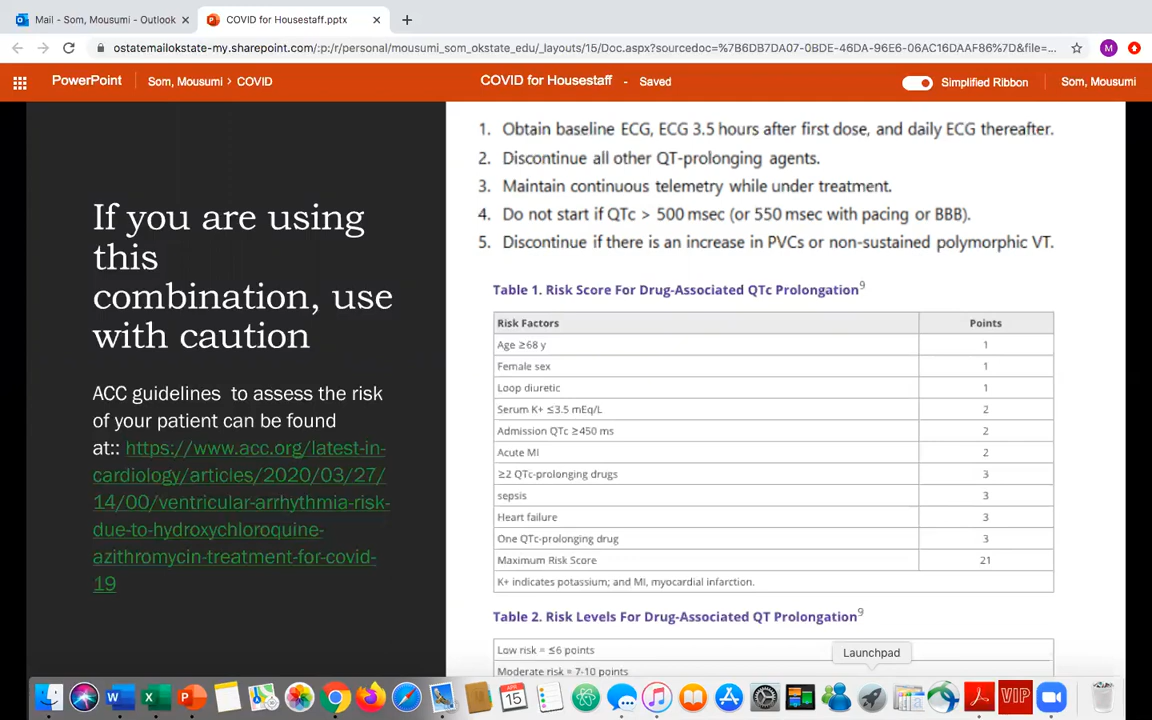 Mail - Som, Mousumi - Outlook
COVID for Housestaff.pptx
ostatemailokstate-my.sharepoint.com/:p:/r/personal/mousumi_som_okstate_edu/_layouts/15/Doc.aspx?sourcedoc=%7B6DB7DA07-0BDE-46DA-96E6-06AC16DAAF86%7D&file=...
M
PowerPoint
Som, Mousumi > COVID
COVID for Housestaff - Saved
Simplified Ribbon
Som, Mousumi
If you are using
this
combination, use
with caution
ACC guidelines to assess the risk
of your patient can be found
at:: https://www.acc.org/latest-in-
cardiology/articles/2020/03/27/
14/00/ventricular-arrhythmia-risk-
due-to-hydroxychloroquine-
azithromycin-treatment-for-covid-
19
1. Obtain baseline ECG, ECG 3.5 hours after first dose, and daily ECG thereafter.
2. Discontinue all other QT-prolonging agents.
3. Maintain continuous telemetry while under treatment.
4. Do not start if QTc > 500 msec (or 550 msec with pacing or BBB).
5. Discontinue if there is an increase in PVCs or non-sustained polymorphic VT.
Table 1. Risk Score For Drug-Associated QTc Prolongation9
Risk Factors Points
Age ≥68 y 1
Female sex 1
Loop diuretic 1
Serum K+ ≤3.5 mEq/L 2
Admission QTc ≥450 ms 2
Acute MI 2
≥2 QTc-prolonging drugs 3
sepsis 3
Heart failure 3
One QTc-prolonging drug 3
Maximum Risk Score 21
K+ indicates potassium; and MI, myocardial infarction.
Table 2. Risk Levels For Drug-Associated QT Prolongation9
Low risk = ≤6 points
Moderate risk = 7-10 points
Launchpad
APR
15
VIP